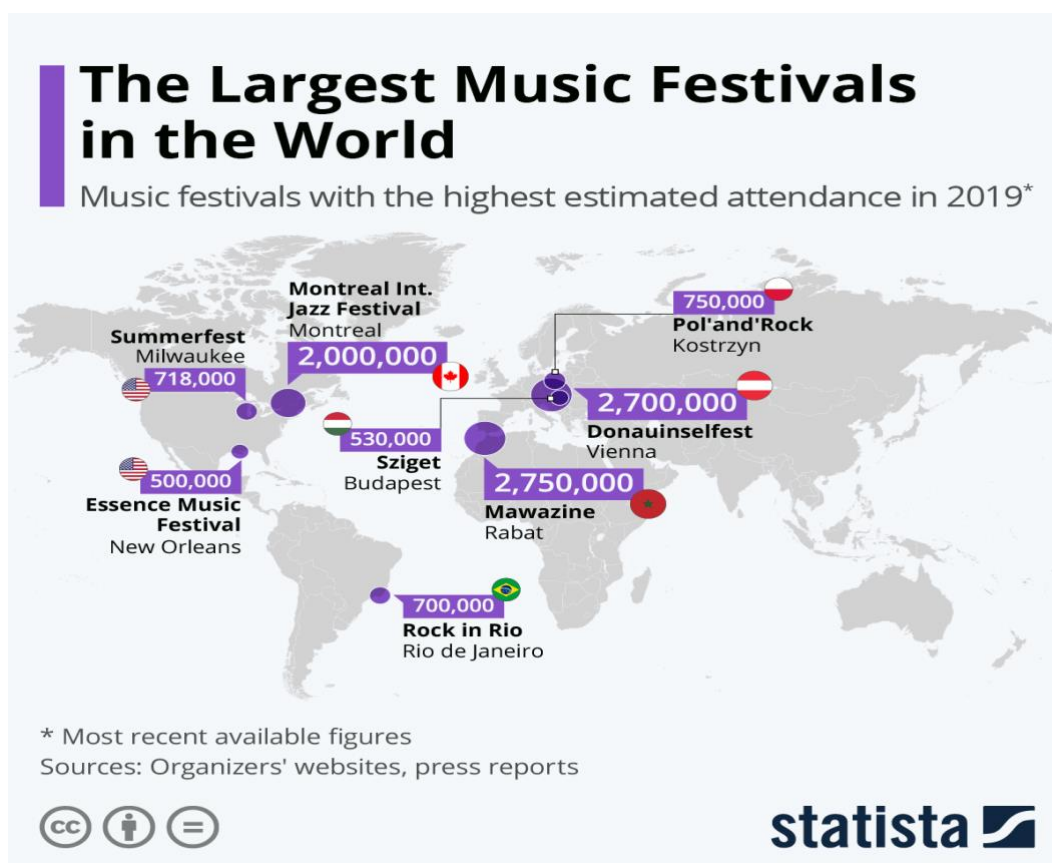 The Largest Music Festivals
in the World
Music festivals with the highest estimated attendance in 2019*
Montreal Int.
Jazz Festival
Montreal
2,000,000
Summerfest
Milwaukee
718,000
750,000
Pol'and'Rock
Kostrzyn
2,700,000
Donauinselfest
Vienna
530,000
Sziget
Budapest
500,000
Essence Music
Festival
New Orleans
2,750,000
Mawazine
Rabat
700,000
Rock in Rio
Rio de Janeiro
* Most recent available figures
Sources: Organizers' websites, press reports
cc
statista